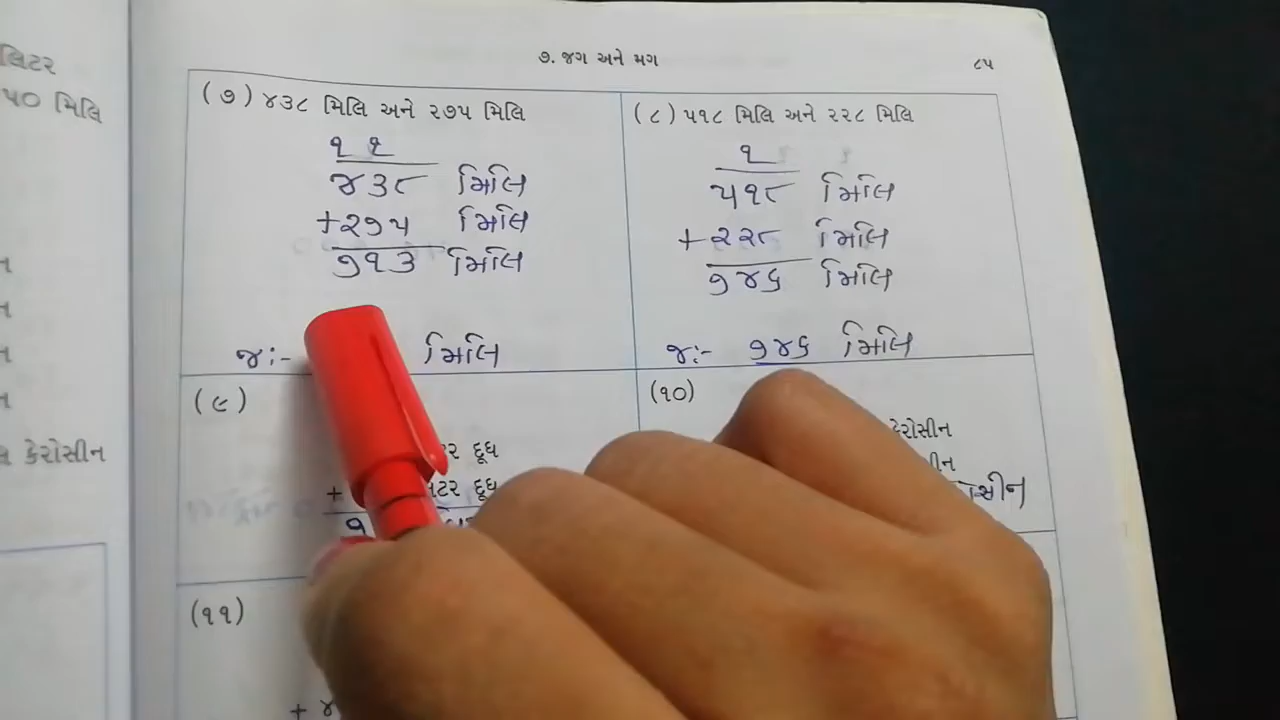 લિટર
૫૦ મિલિ
કેરોસીન
૭. જગ અને મગ
૮૫
(૭) ૪૩૮ મિલિ અને ૨૭૫ મિલિ
૧ ૧
૪૩૮ મિલિ
+૨૭૫ મિલિ
૭૧૩ મિલિ
જ:- મિલિ
(૮) ૫૧૮ મિલિ અને ૨૨૮ મિલિ
૧
૫૧૮ મિલિ
+૨૨૮ મિલિ
૭૪૬ મિલિ
જ:- ૭૪૬ મિલિ
(૯)
દૂધ
+ દૂધ
(૧૦)
કેરોસીન
(૧૧)
+ ૪